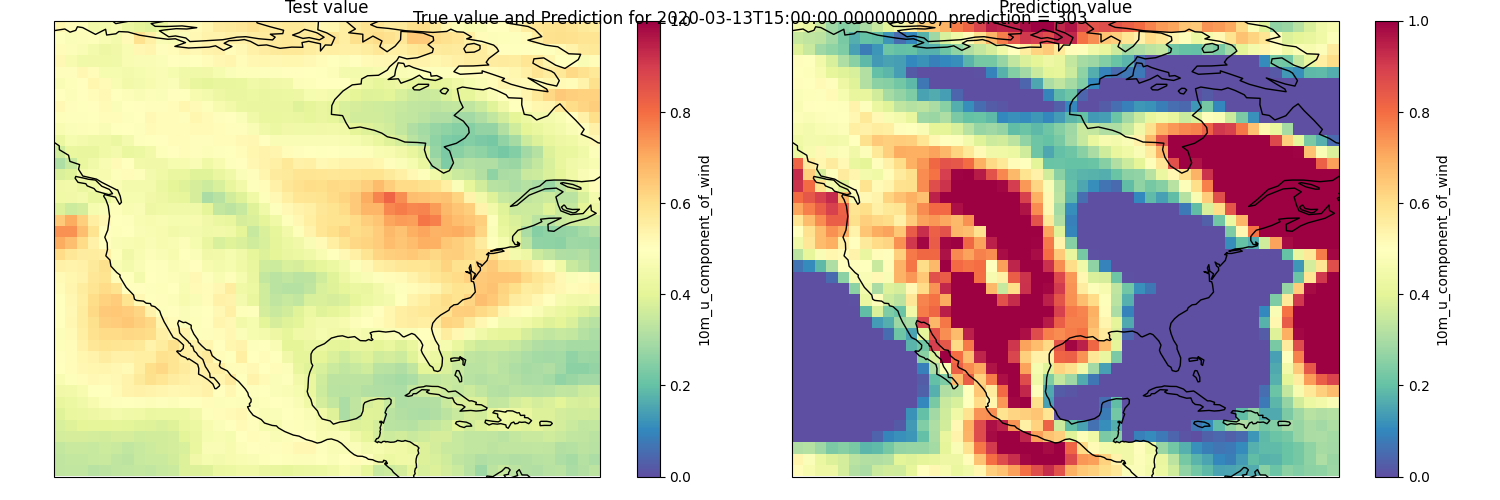 Test value
True value and Prediction for 2020-03-13T15:00:00.000000000, prediction = 303
Prediction value
1.0
0.8
0.6
0.4
0.2
0.0
10m_u_component_of_wind
1.0
0.8
0.6
0.4
0.2
0.0
10m_u_component_of_wind